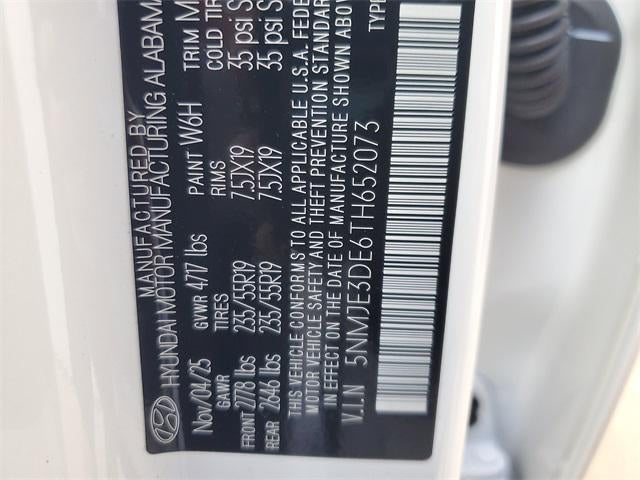 MANUFACTURED BY
HYUNDAI MOTOR MANUFACTURING ALABAMA
Nov/04/25 GVWR 4717 lbs PAINT W6H TRIM
GAWR TIRES RIMS COLD TIRE
FRONT 2778 lbs 235/55R19 7.5JX19 35 psi
REAR 2646 lbs 235/55R19 7.5JX19 35 psi
THIS VEHICLE CONFORMS TO ALL APPLICABLE U.S.A. FEDE
MOTOR VEHICLE SAFETY AND THEFT PREVENTION STANDAR
IN EFFECT ON THE DATE OF MANUFACTURE SHOWN ABOVE
V.I.N 5NMJE3DE6TH652073 TYPE